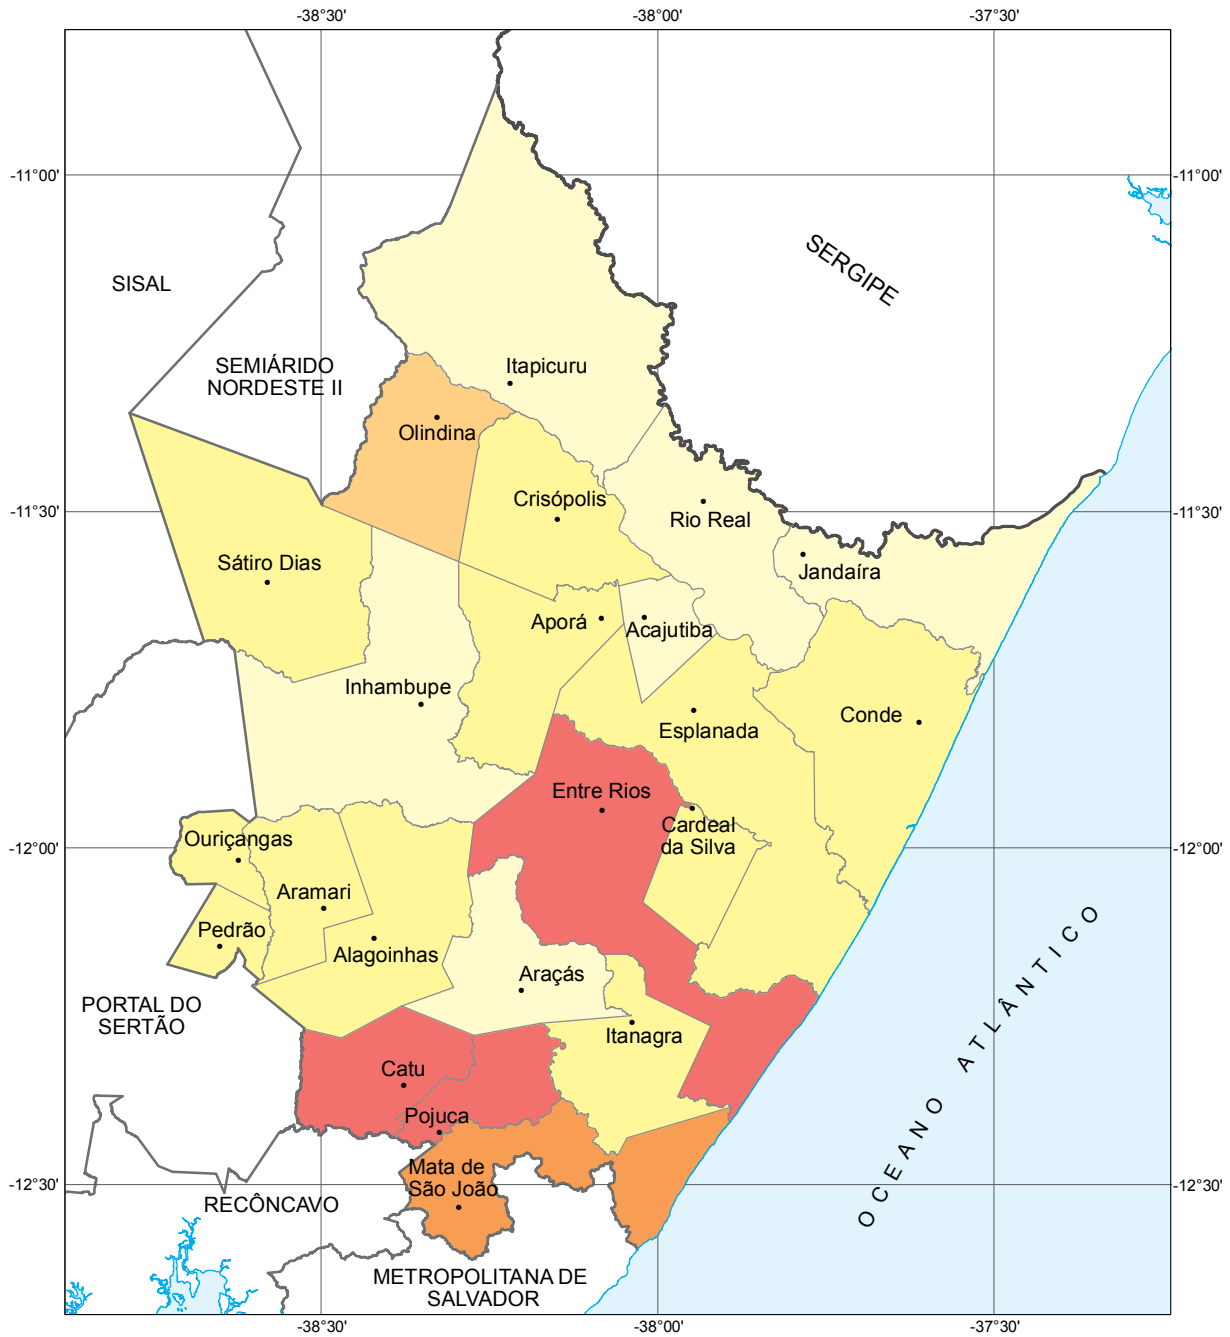 -38°30'
-38°00'
-37°30'
-11°00'
-11°00'
SERGIPE
SISAL
SEMIÁRIDO
NORDESTE II
Itapicuru
Olindina
Crisópolis
-11°30'
-11°30'
Rio Real
Sátiro Dias
Jandaíra
Aporá
Acajutiba
Inhambupe
Conde
Esplanada
Entre Rios
Cardeal
da Silva
Ouriçangas
-12°00'
-12°00'
Aramari
Pedrão
Alagoinhas
Araçás
PORTAL DO
SERTÃO
Itanagra
OCEANO ATLÂNTICO
Catu
Pojuca
Mata de
São João
-12°30'
-12°30'
RECÔNCAVO
METROPOLITANA DE
SALVADOR
-38°30'
-38°00'
-37°30'